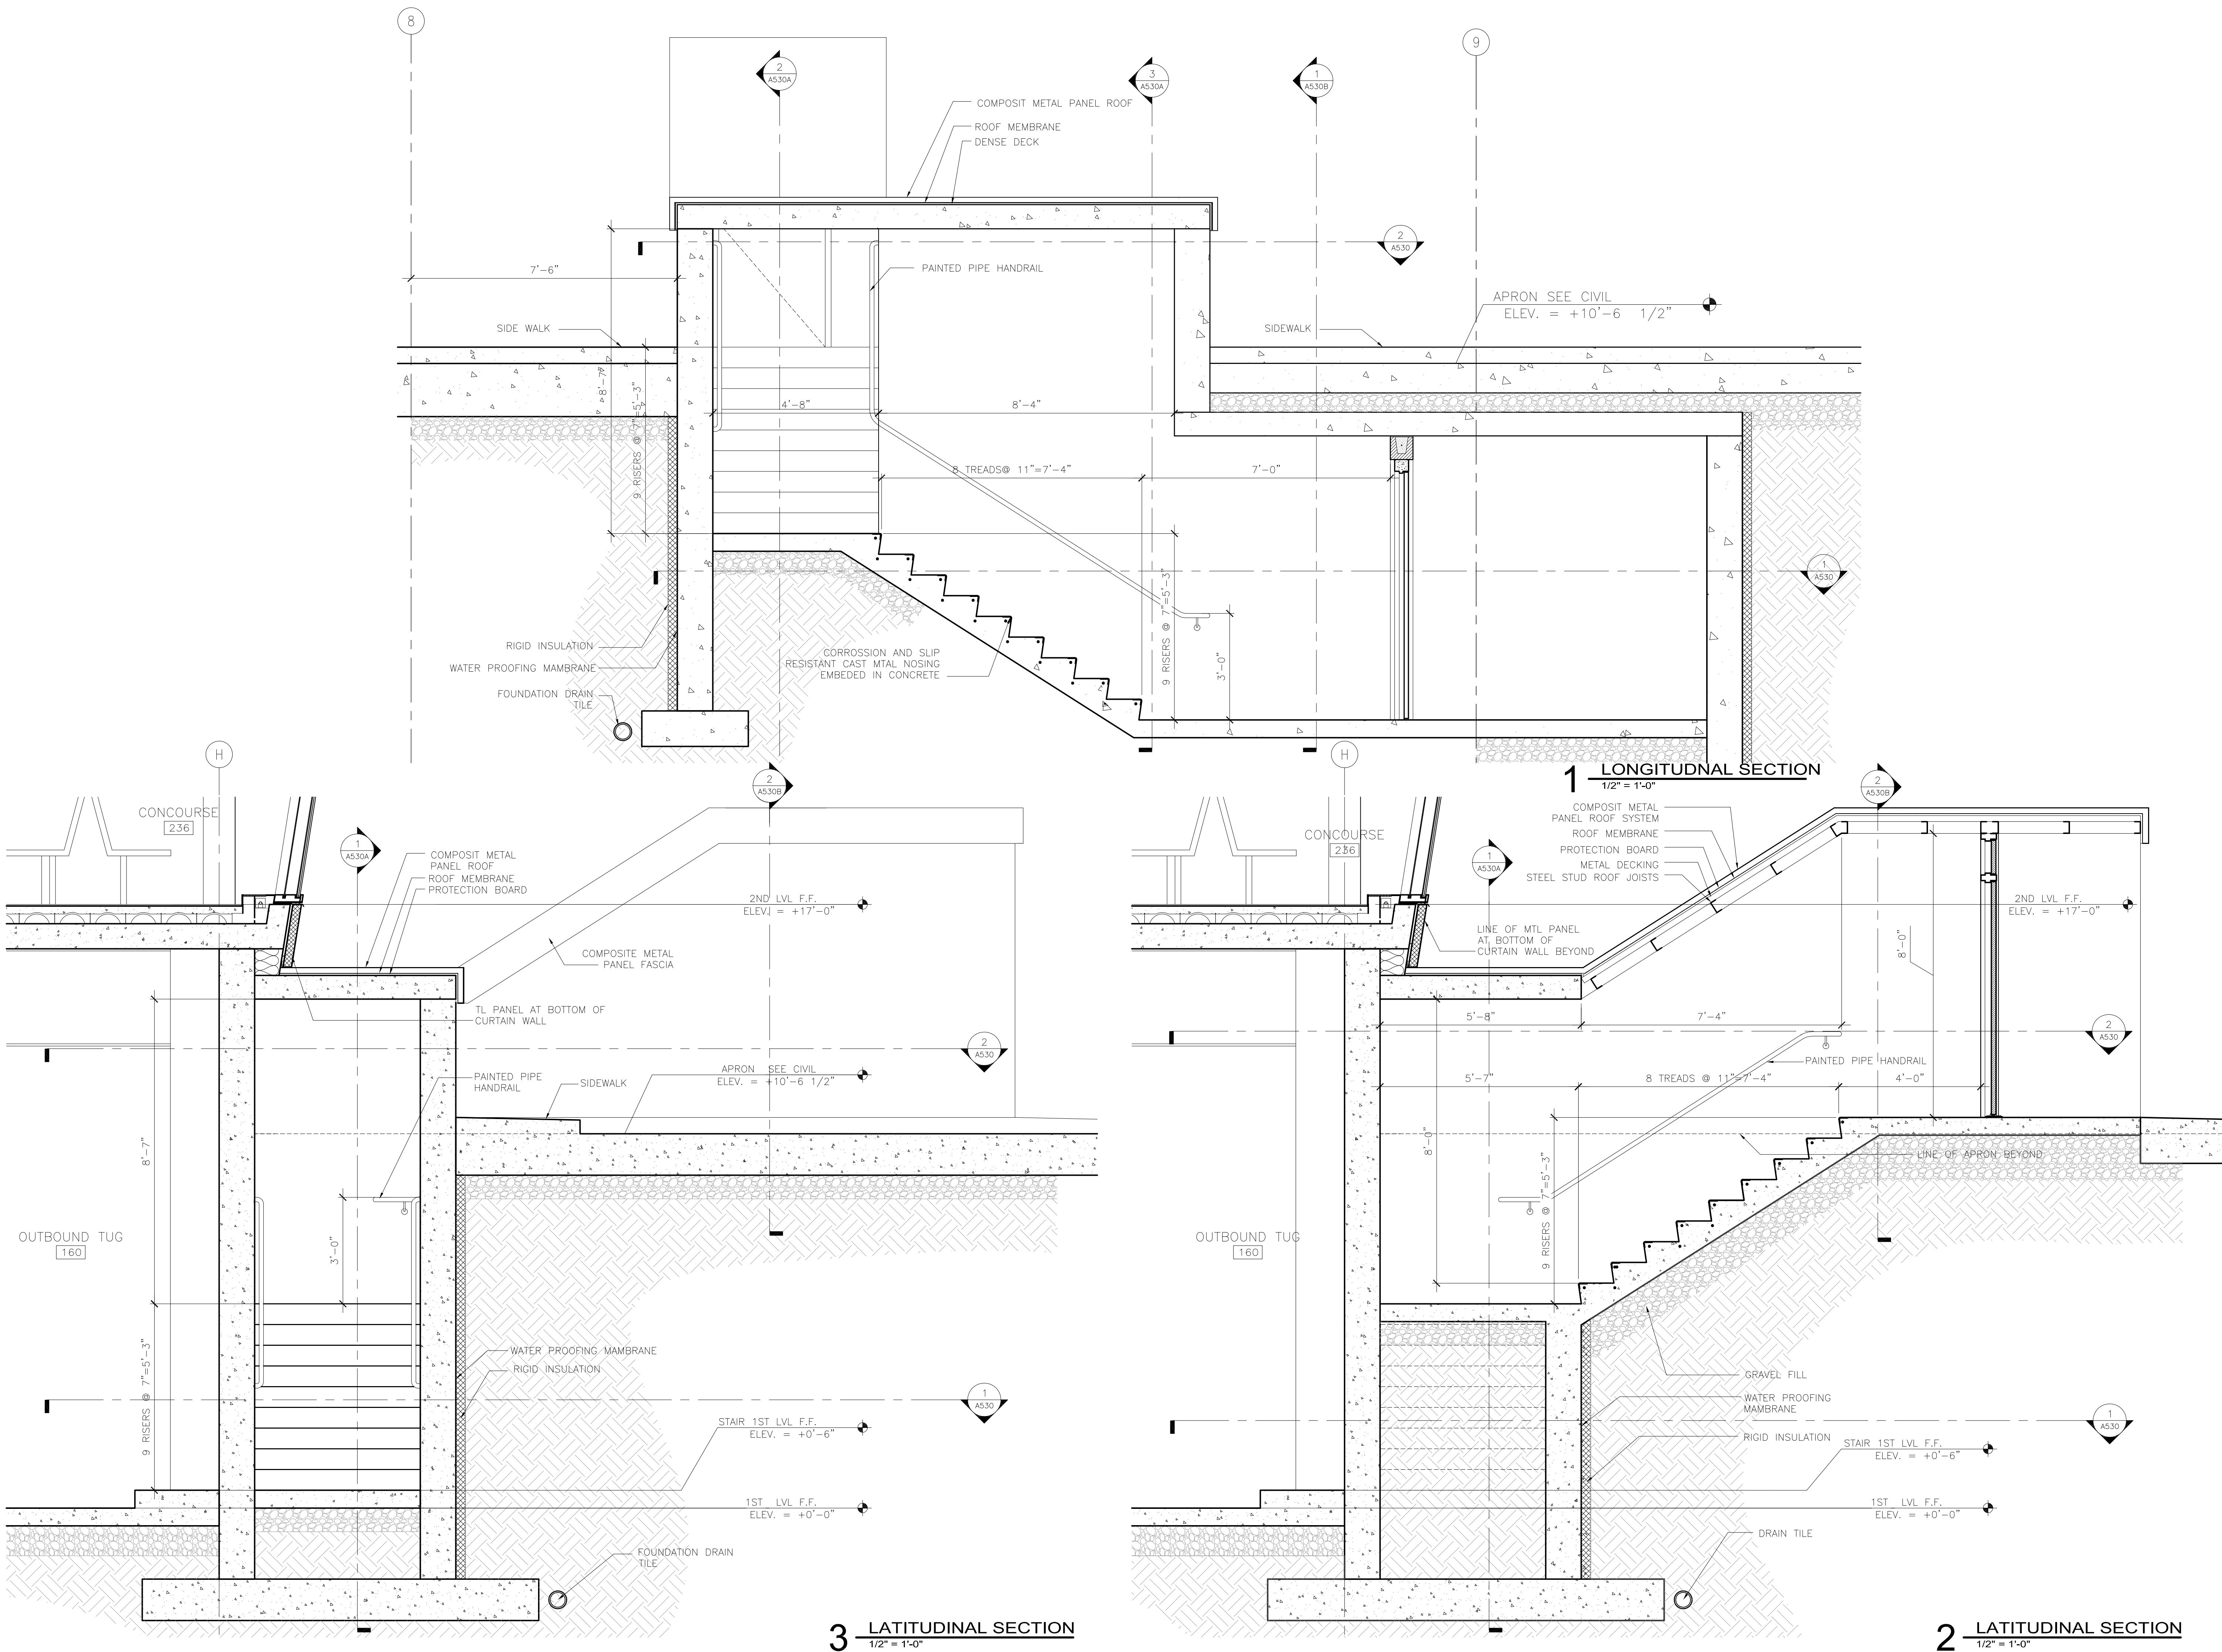 8
9
2
A530A
3
A530A
1
A530B
COMPOSIT METAL PANEL ROOF
ROOF MEMBRANE
DENSE DECK
2
A530
7'-6"
PAINTED PIPE HANDRAIL
APRON SEE CIVIL
ELEV. = +10'-6 1/2"
SIDE WALK
SIDEWALK
8'-7"
9 RISERS @ 7"=5'-3"
4'-8"
8'-4"
8 TREADS@ 11"=7'-4"
7'-0"
1
A530
9 RISERS @ 7"=5'-3"
3'-0"
RIGID INSULATION
WATER PROOFING MAMBRANE
FOUNDATION DRAIN
TILE
CORROSSION AND SLIP
RESISTANT CAST MTAL NOSING
EMBEDED IN CONCRETE
1 LONGITUDNAL SECTION
1/2" = 1'-0"
H
CONCOURSE
236
1
A530A
2
A530B
COMPOSIT METAL
PANEL ROOF
ROOF MEMBRANE
PROTECTION BOARD
2ND LVL F.F.
ELEV. = +17'-0"
COMPOSITE METAL
PANEL FASCIA
TL PANEL AT BOTTOM OF
CURTAIN WALL
2
A530
APRON SEE CIVIL
ELEV. = +10'-6 1/2"
PAINTED PIPE
HANDRAIL
SIDEWALK
8'-7"
3'-0"
OUTBOUND TUG
160
9 RISERS @ 7"=5'-3"
WATER PROOFING MAMBRANE
RIGID INSULATION
1
A530
STAIR 1ST LVL F.F.
ELEV. = +0'-6"
1ST LVL F.F.
ELEV. = +0'-0"
FOUNDATION DRAIN
TILE
3 LATITUDINAL SECTION
1/2" = 1'-0"
H
CONCOURSE
236
1
A530A
2
A530B
COMPOSIT METAL
PANEL ROOF SYSTEM
ROOF MEMBRANE
PROTECTION BOARD
METAL DECKING
STEEL STUD ROOF JOISTS
2ND LVL F.F.
ELEV. = +17'-0"
LINE OF MTL PANEL
AT BOTTOM OF
CURTAIN WALL BEYOND
8'-0"
5'-8"
7'-4"
2
A530
PAINTED PIPE HANDRAIL
5'-7"
8 TREADS @ 11"=7'-4"
4'-0"
8'-0"
LINE OF APRON BEYOND
9 RISERS @ 7"=5'-3"
OUTBOUND TUG
160
GRAVEL FILL
WATER PROOFING
MAMBRANE
RIGID INSULATION
1
A530
STAIR 1ST LVL F.F.
ELEV. = +0'-6"
1ST LVL F.F.
ELEV. = +0'-0"
DRAIN TILE
2 LATITUDINAL SECTION
1/2" = 1'-0"